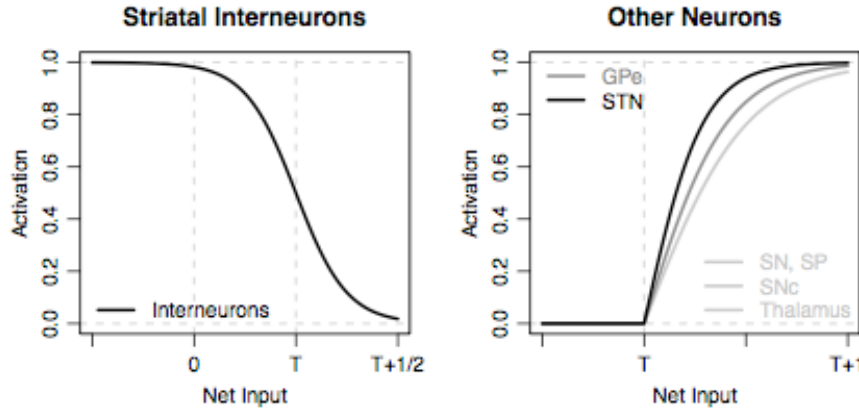 Striatal Interneurons
Activation
0.0
0.2
0.4
0.6
0.8
1.0
Interneurons
0
T
T+1/2
Net Input
Other Neurons
Activation
0.0
0.2
0.4
0.6
0.8
1.0
GPe
STN
SN, SP
SNc
Thalamus
T
T+1
Net Input